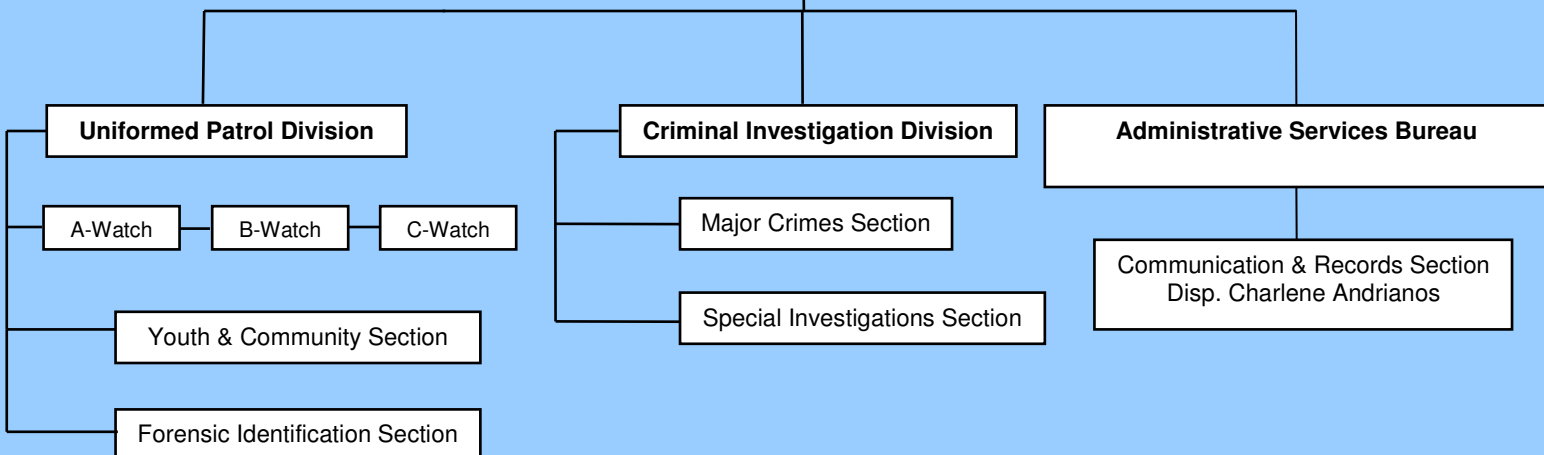 Uniformed Patrol Division
A-Watch
B-Watch
C-Watch
Youth & Community Section
Forensic Identification Section
Criminal Investigation Division
Major Crimes Section
Special Investigations Section
Administrative Services Bureau
Communication & Records Section
Disp. Charlene Andrianos